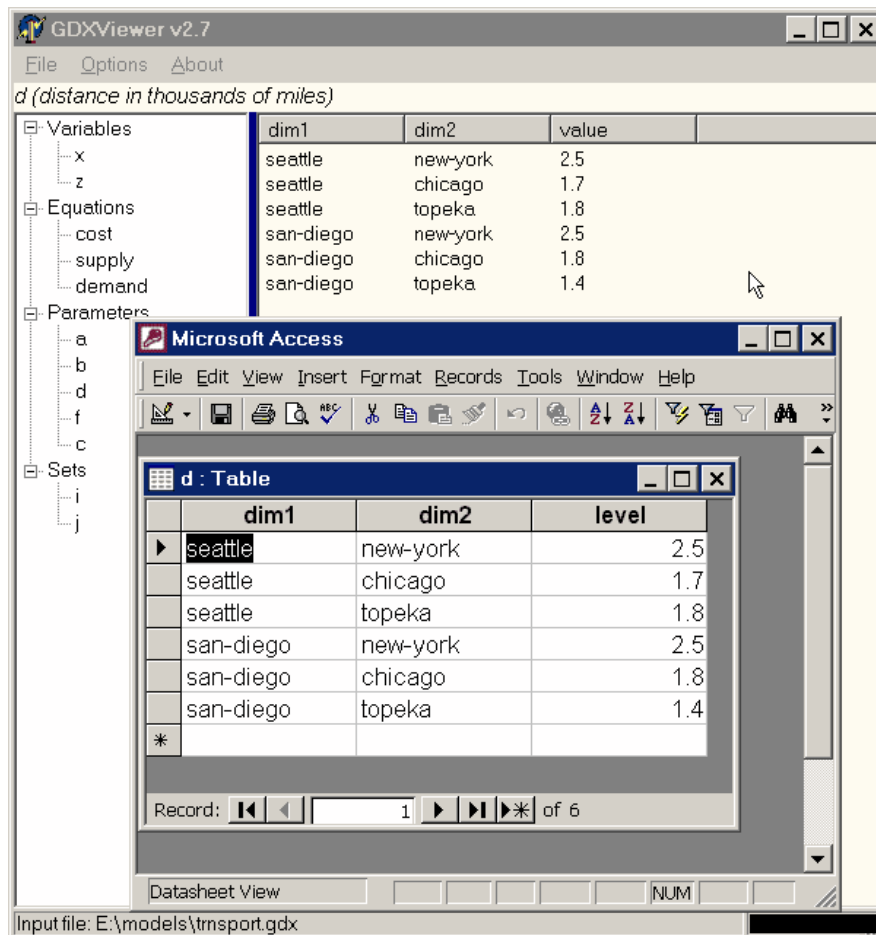 GDXViewer v2.7
File Options About
d (distance in thousands of miles)
Variables
x
z
Equations
cost
supply
demand
Parameters
a
b
d
f
c
Sets
i
j
dim1 dim2 value
seattle new-york 2.5
seattle chicago 1.7
seattle topeka 1.8
san-diego new-york 2.5
san-diego chicago 1.8
san-diego topeka 1.4
Microsoft Access
File Edit View Insert Format Records Tools Window Help
ABC
A Z Z A
»
d : Table
dim1 dim2 level
seattle new-york 2.5
seattle chicago 1.7
seattle topeka 1.8
san-diego new-york 2.5
san-diego chicago 1.8
san-diego topeka 1.4
Record: 1 of 6
Datasheet View NUM
Input file: E:\models\trnsport.gdx